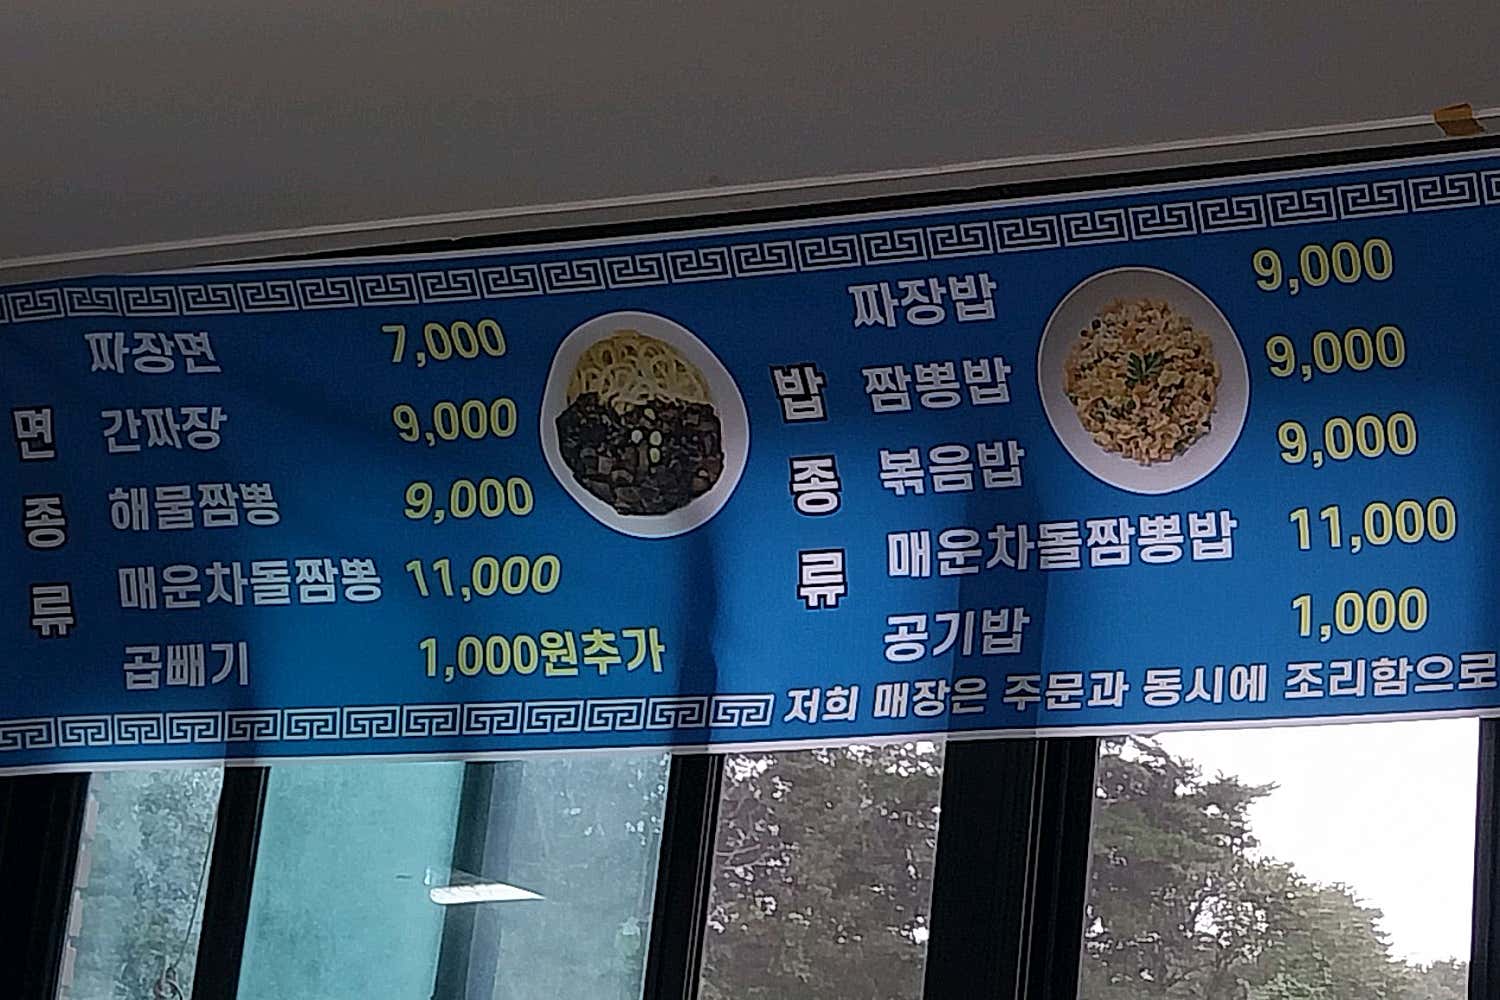 면종류
짜장면 7,000
간짜장 9,000
해물짬뽕 9,000
매운차돌짬뽕 11,000
곱빼기 1,000원추가
밥종류
짜장밥 9,000
짬뽕밥 9,000
볶음밥 9,000
매운차돌짬뽕밥 11,000
공기밥 1,000
저희 매장은 주문과 동시에 조리함으로